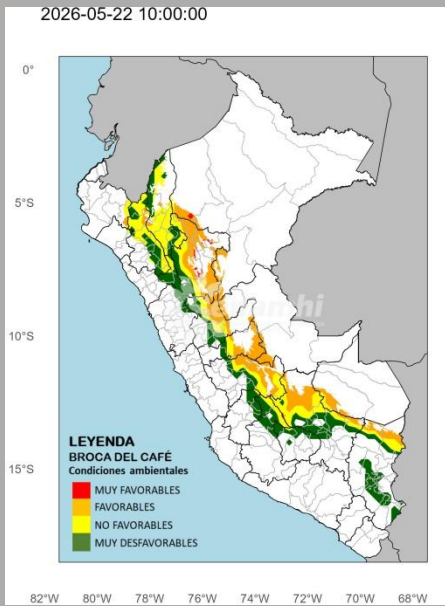 2026-05-22 10:00:00
0°
5°S
10°S
15°S
senamhi
LEYENDA
BROCA DEL CAFÉ
Condiciones ambientales
MUY FAVORABLES
FAVORABLES
NO FAVORABLES
MUY DESFAVORABLES
82°W 80°W 78°W 76°W 74°W 72°W 70°W 68°W